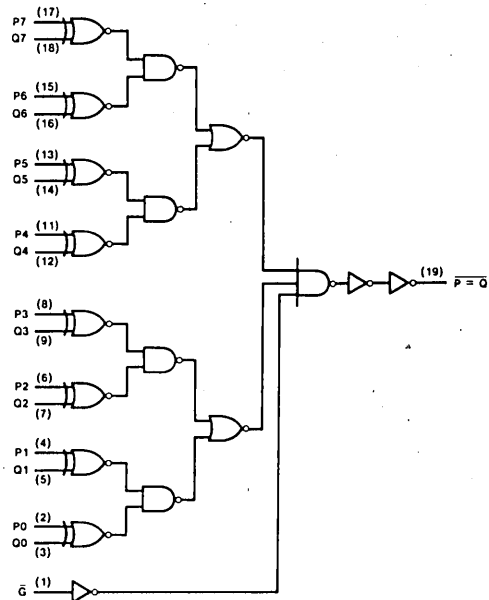 (17)
P7
Q7
(18)
(15)
P6
Q6
(16)
(13)
P5
Q5
(14)
(11)
P4
Q4
(12)
(19) P = Q
(8)
P3
Q3
(9)
(6)
P2
Q2
(7)
(4)
P1
Q1
(5)
(2)
P0
Q0
(3)
G̅ (1)